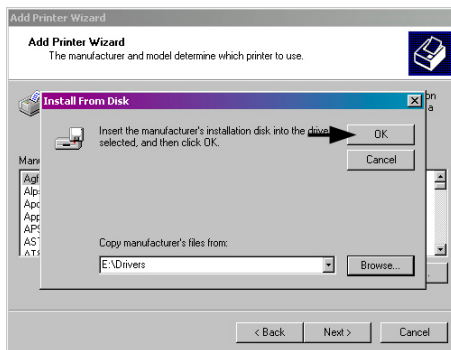 Add Printer Wizard
Add Printer Wizard
The manufacturer and model determine which printer to use.
Install From Disk
Insert the manufacturer's installation disk into the drive
selected, and then click OK.
OK
Cancel
Copy manufacturer's files from:
E:\Drivers
Browse...
< Back
Next >
Cancel